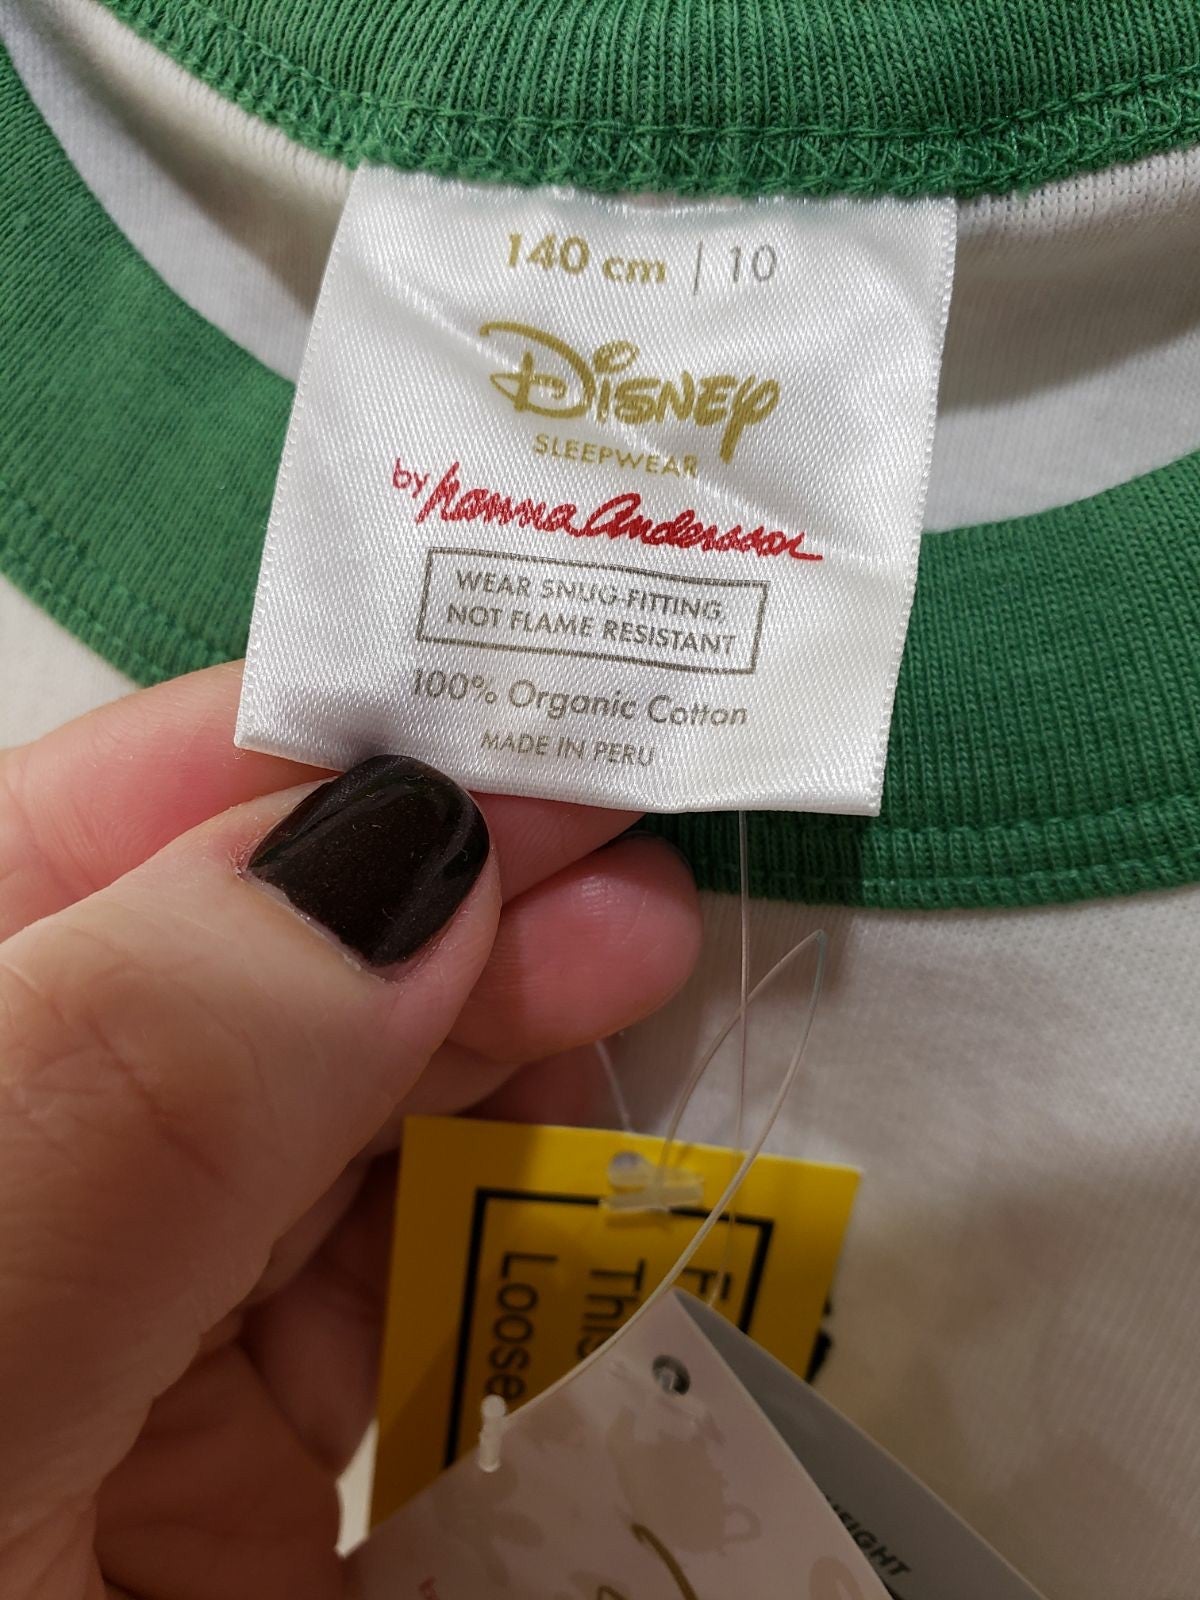 140 cm | 10
Disney
SLEEPWEAR
by hanna andersson
WEAR SNUG-FITTING,
NOT FLAME RESISTANT
100% Organic Cotton
MADE IN PERU
This
Loose